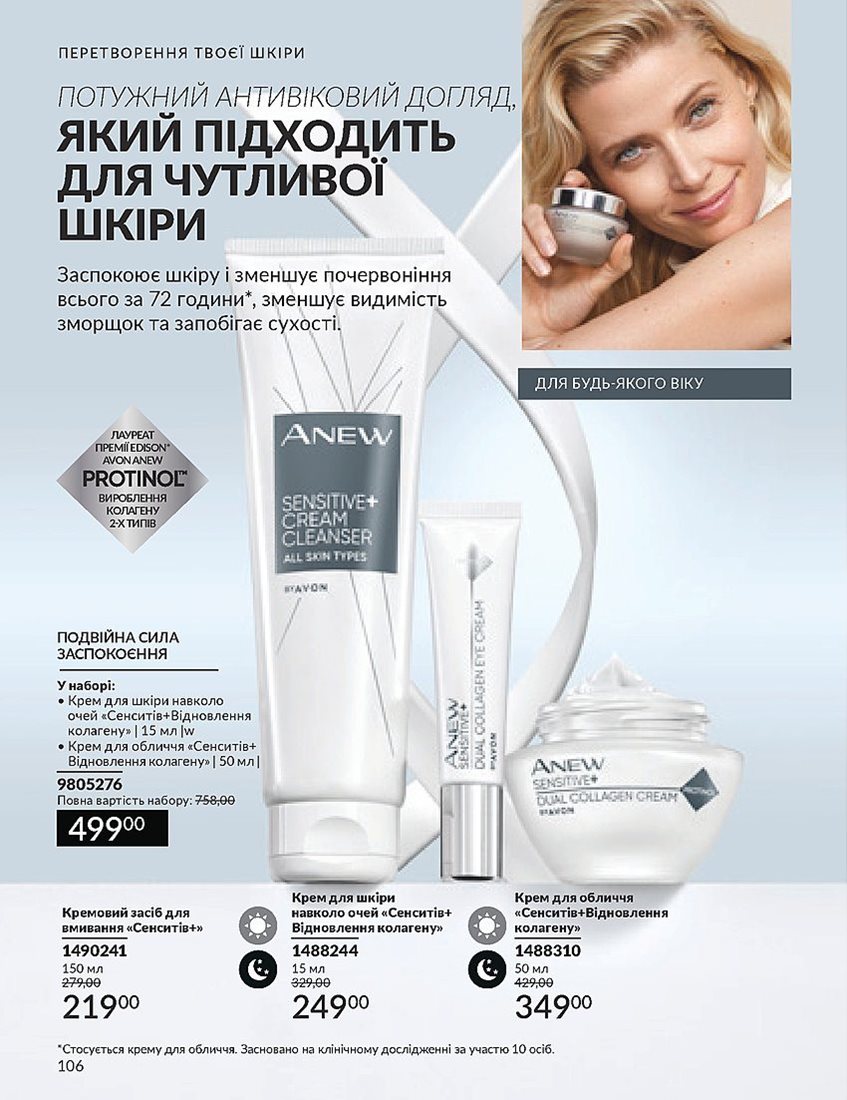 ПЕРЕТВОРЕННЯ ТВОЄЇ ШКІРИ
ПОТУЖНИЙ АНТИВІКОВИЙ ДОГЛЯД,
ЯКИЙ ПІДХОДИТЬ
ДЛЯ ЧУТЛИВОЇ
ШКІРИ
Заспокоює шкіру і зменшує почервоніння
всього за 72 години*, зменшує видимість
зморщок та запобігає сухості.
ANEW
ДЛЯ БУДЬ-ЯКОГО ВІКУ
ЛАУРЕАТ
ПРЕМІЇ EDISON*
AVON ANEW
PROTINOL™
ВИРОБЛЕННЯ
КОЛАГЕНУ
2-Х ТИПІВ
ANEW
SENSITIVE+
CREAM
CLEANSER
ALL SKIN TYPES
BY AVON
ANEW
SENSITIVE+
DUAL COLLAGEN EYE CREAM
BY AVON
ANEW
SENSITIVE+
DUAL COLLAGEN CREAM
BY AVON
PROTINOL
ПОДВІЙНА СИЛА
ЗАСПОКОЄННЯ
У наборі:
• Крем для шкіри навколо
очей «Сенситів+Відновлення
колагену» | 15 мл |w
• Крем для обличчя «Сенситів+
Відновлення колагену» | 50 мл |
9805276
Повна вартість набору: 758,00
49900
Кремовий засіб для
вмивання «Сенситів+»
1490241
150 мл
279,00
21900
Крем для шкіри
навколо очей «Сенситів+
Відновлення колагену»
1488244
15 мл
329,00
24900
Крем для обличчя
«Сенситів+Відновлення
колагену»
1488310
50 мл
429,00
34900
*Стосується крему для обличчя. Засновано на клінічному дослідженні за участю 10 осіб.
106